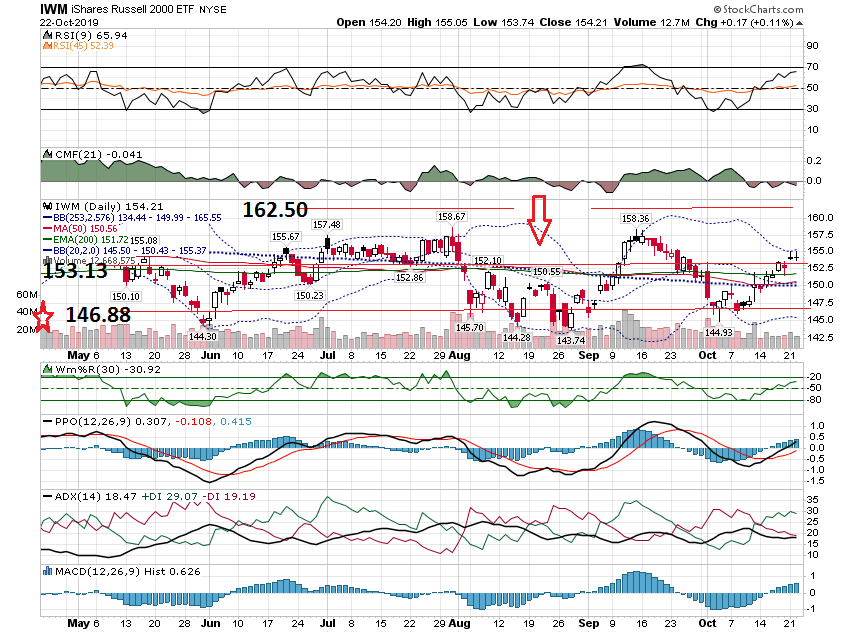 IWM iShares Russell 2000 ETF NYSE © StockCharts.com
22-Oct-2019 Open 154.20 High 155.05 Low 153.74 Close 154.21 Volume 12.7M Chg +0.17 (+0.11%)
RSI(9) 65.94
RSI(45) 52.39
90
70
50
30
10
CMF(21) -0.041
0.2
0.0
IWM (Daily) 154.21
BB(253,2.576) 134.44 - 149.99 - 165.55
MA(50) 150.56
EMA(200) 151.72
BB(20,2.0) 145.50 - 150.43 - 155.37
Volume 12,668,575
162.50
153.13
146.88
155.08
150.10
144.30
155.67
150.23
157.48
152.86
158.67
145.70
152.10
144.28
150.55
143.74
158.36
144.93
160.0
157.5
155.0
152.5
150.0
147.5
145.0
142.5
60M
40M
20M
May 6 13 20 28 Jun 10 17 24 Jul 8 15 22 29 Aug 12 19 26 Sep 9 16 23 Oct 7 14 21
Wm%R(30) -30.92
-20
-50
-80
PPO(12,26,9) 0.307, -0.108, 0.415
1.0
0.5
0.0
-0.5
-1.0
-1.5
ADX(14) 18.47 +DI 29.07 -DI 19.19
35
30
25
20
15
10
MACD(12,26,9) Hist 0.626
1
0
-1
May 6 13 20 28 Jun 10 17 24 Jul 8 15 22 29 Aug 12 19 26 Sep 9 16 23 Oct 7 14 21